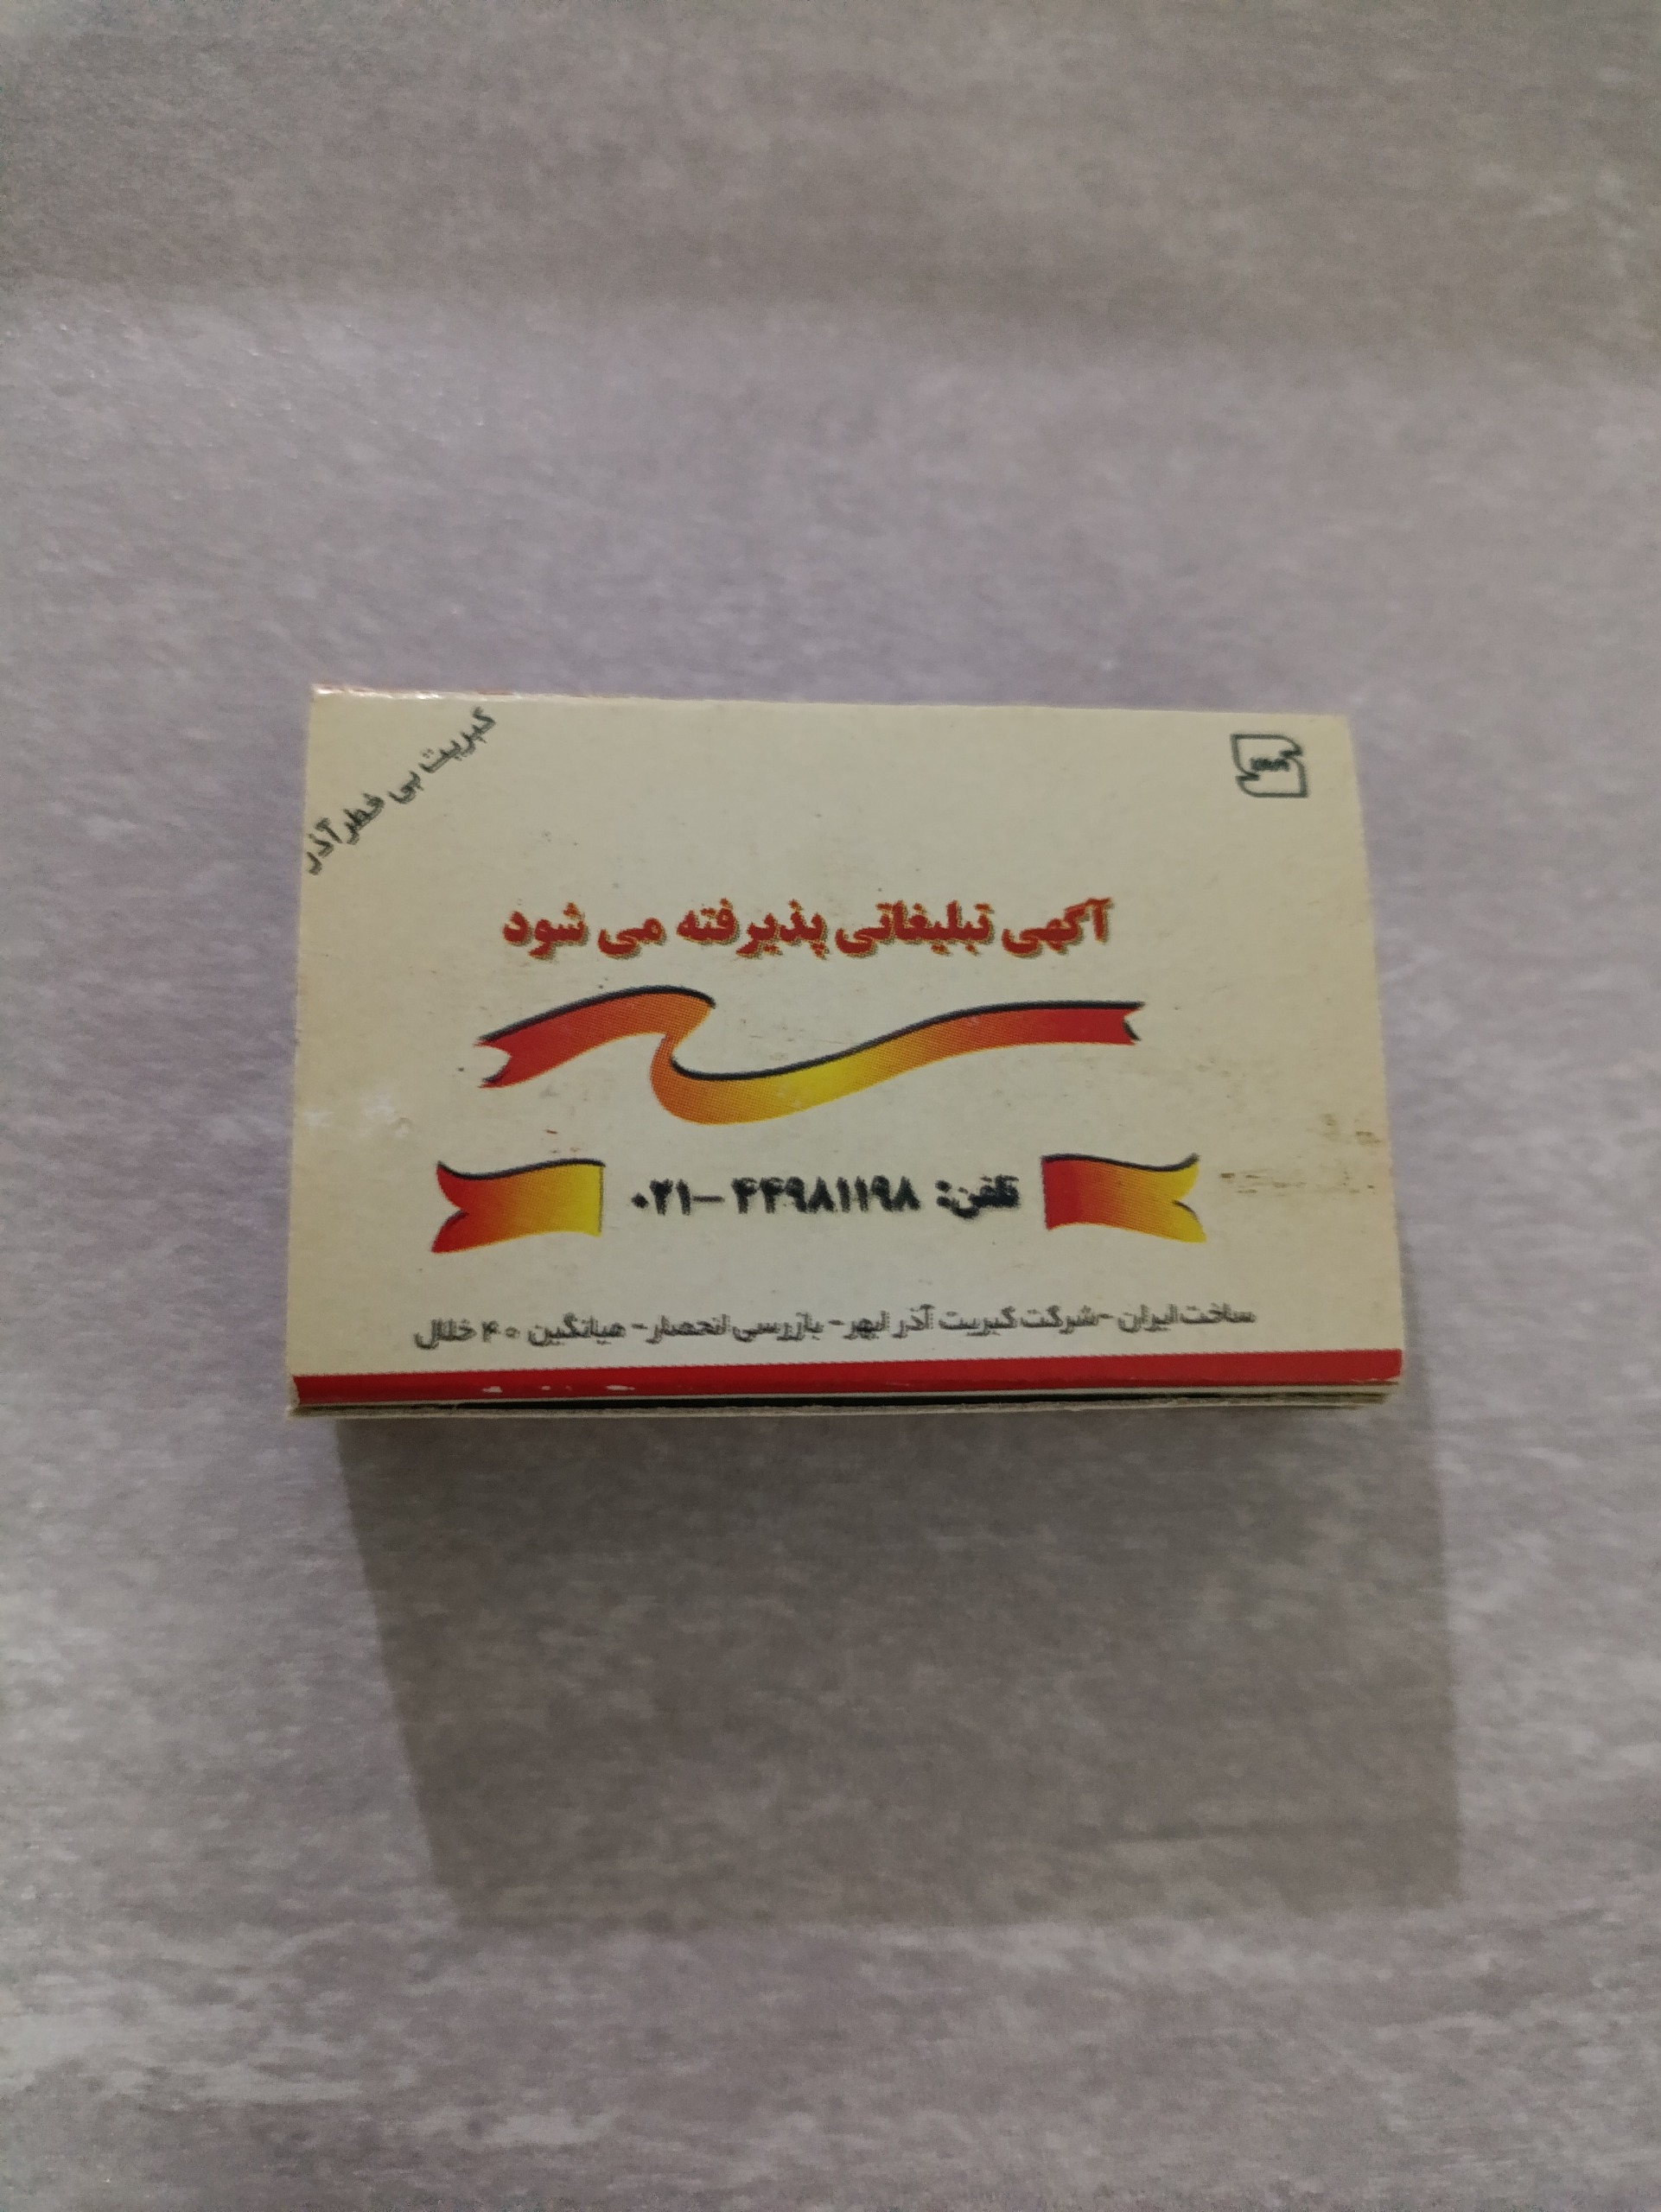 کبریت بی خطر آذر
آگهی تبلیغاتی پذیرفته می شود
تلفن: ۴۴۹۸۱۱۹۸ –۰۲۱
ساخت ایران -شرکت کبریت آذر ابهر- بازرسی انحصار- میانگین ۴۰ خلال